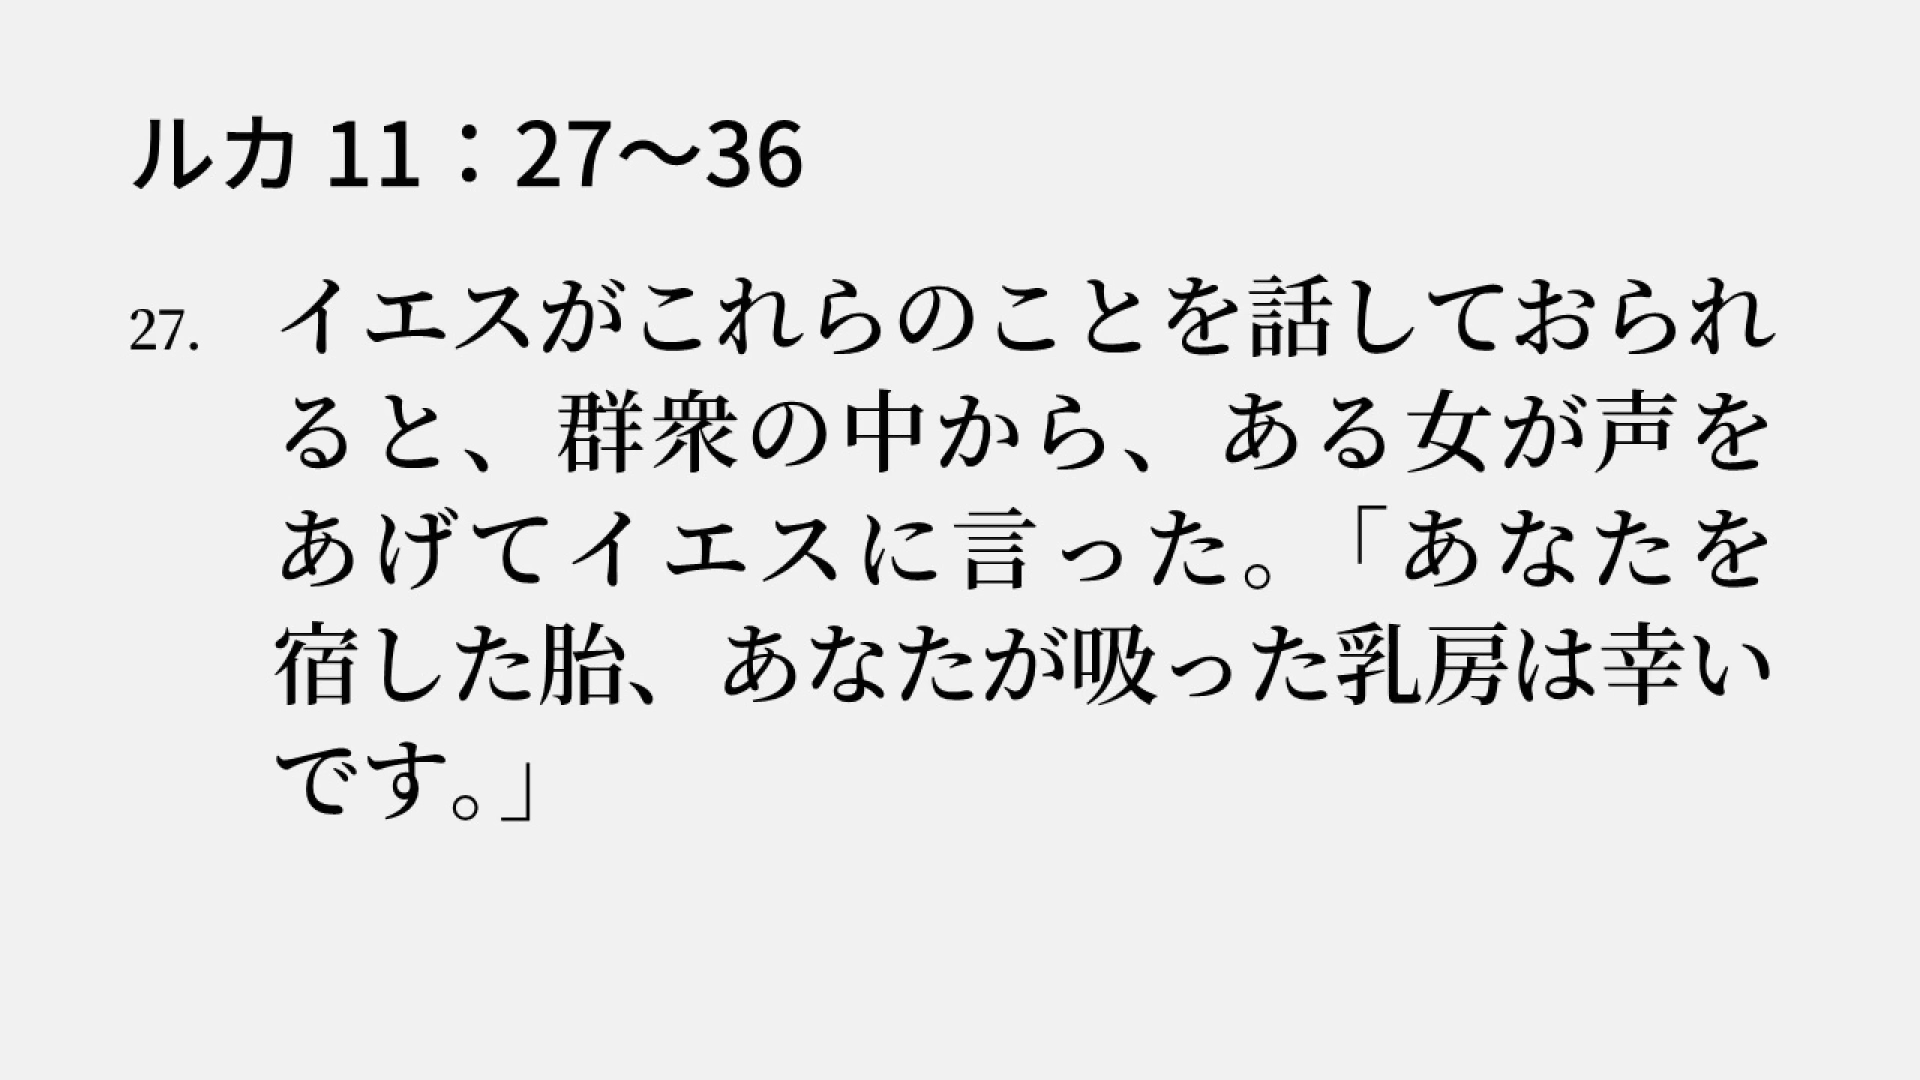 ルカ 11：27〜36
27. イエスがこれらのことを話しておられ
ると、群衆の中から、ある女が声を
あげてイエスに言った。「あなたを
宿した胎、あなたが吸った乳房は幸い
です。」